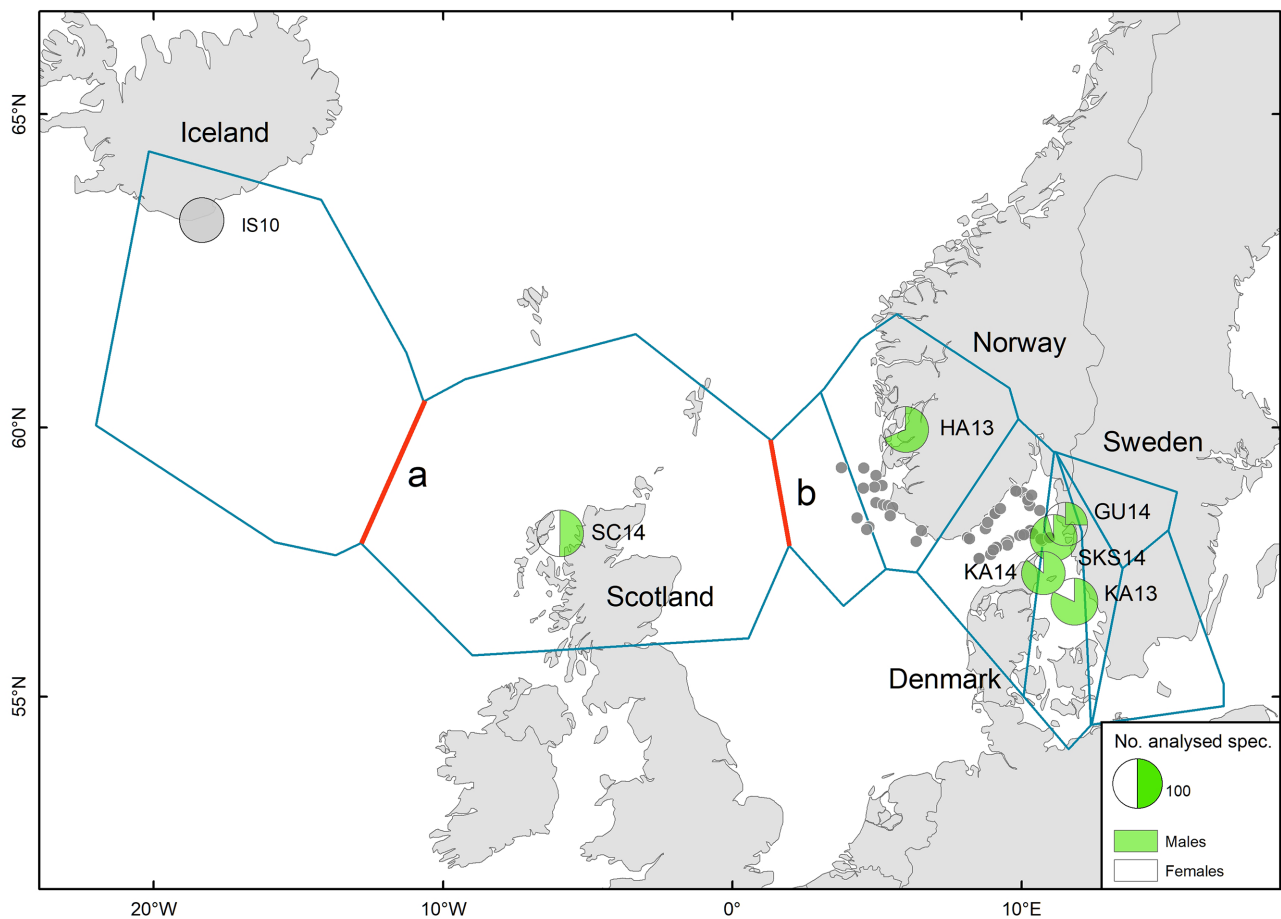 65°N
Iceland
IS10
Norway
60°N
HA13
Sweden
a
b
GU14
SC14
SKS14
KA14
KA13
Scotland
55°N
Denmark
No. analysed spec.
100
Males
Females
20°W
10°W
0°
10°E